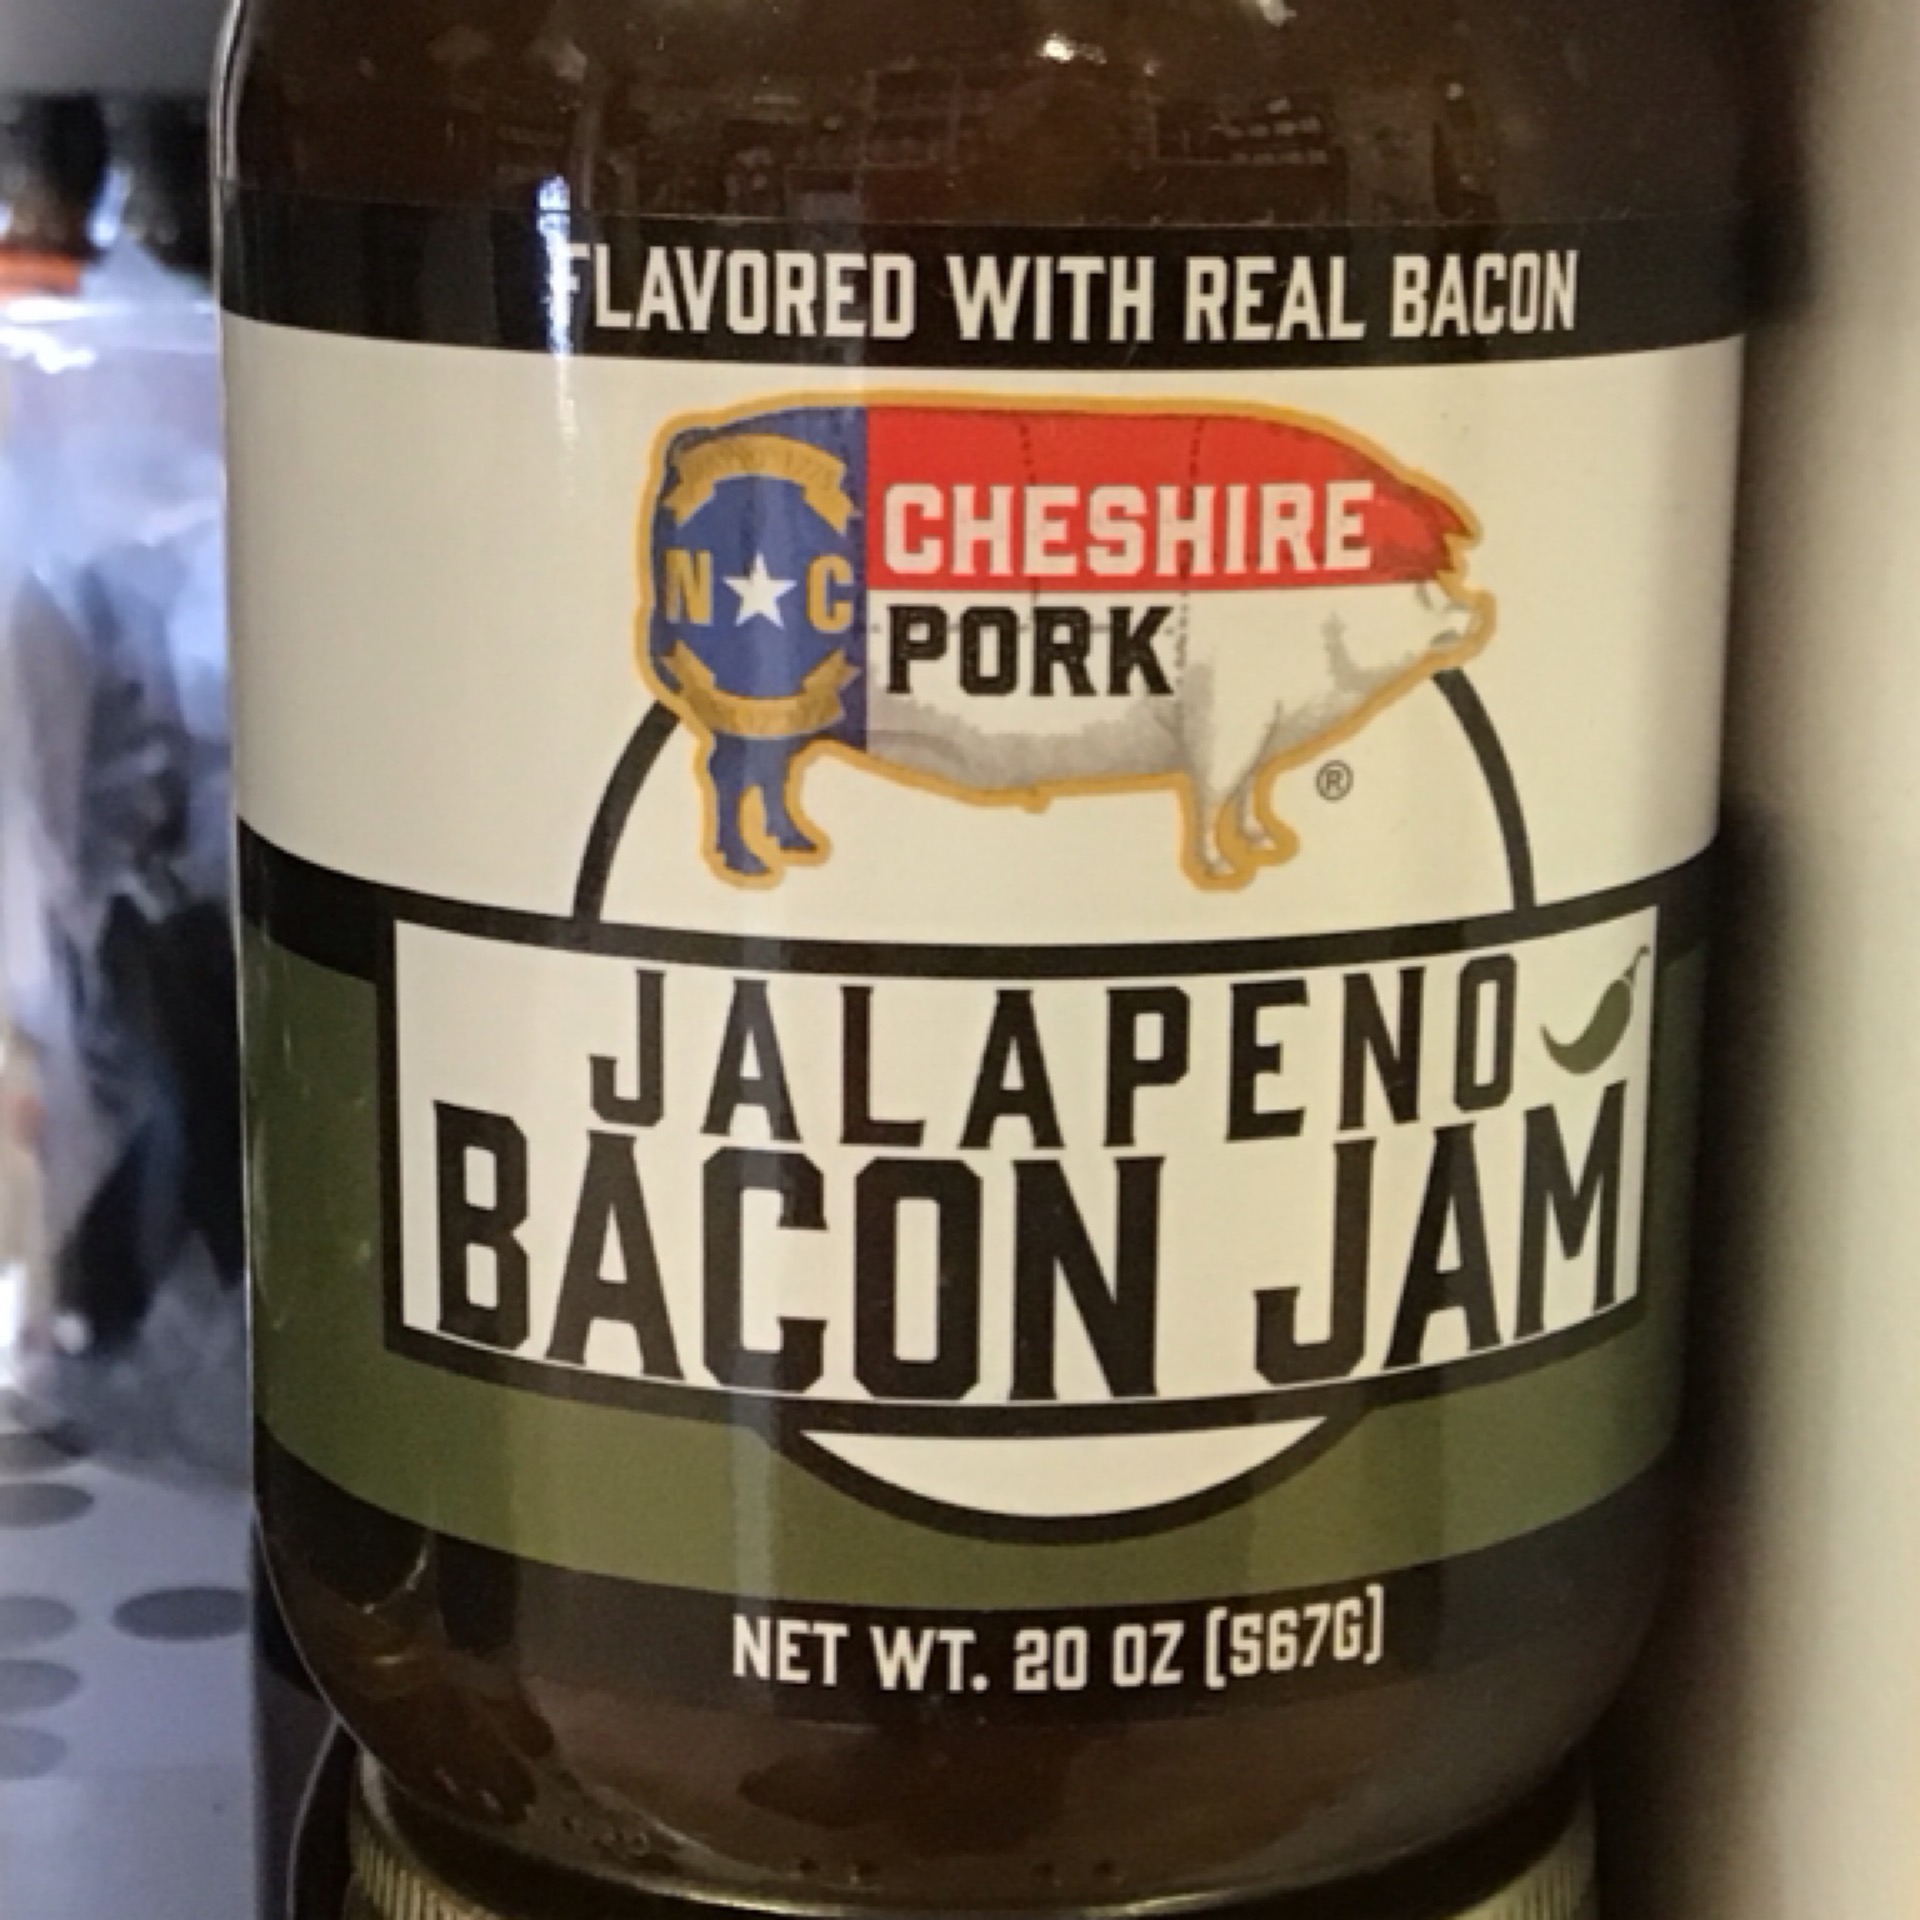 FLAVORED WITH REAL BACON
N C
CHESHIRE
PORK
®
JALAPENO
BACON JAM
NET WT. 20 OZ (567G)